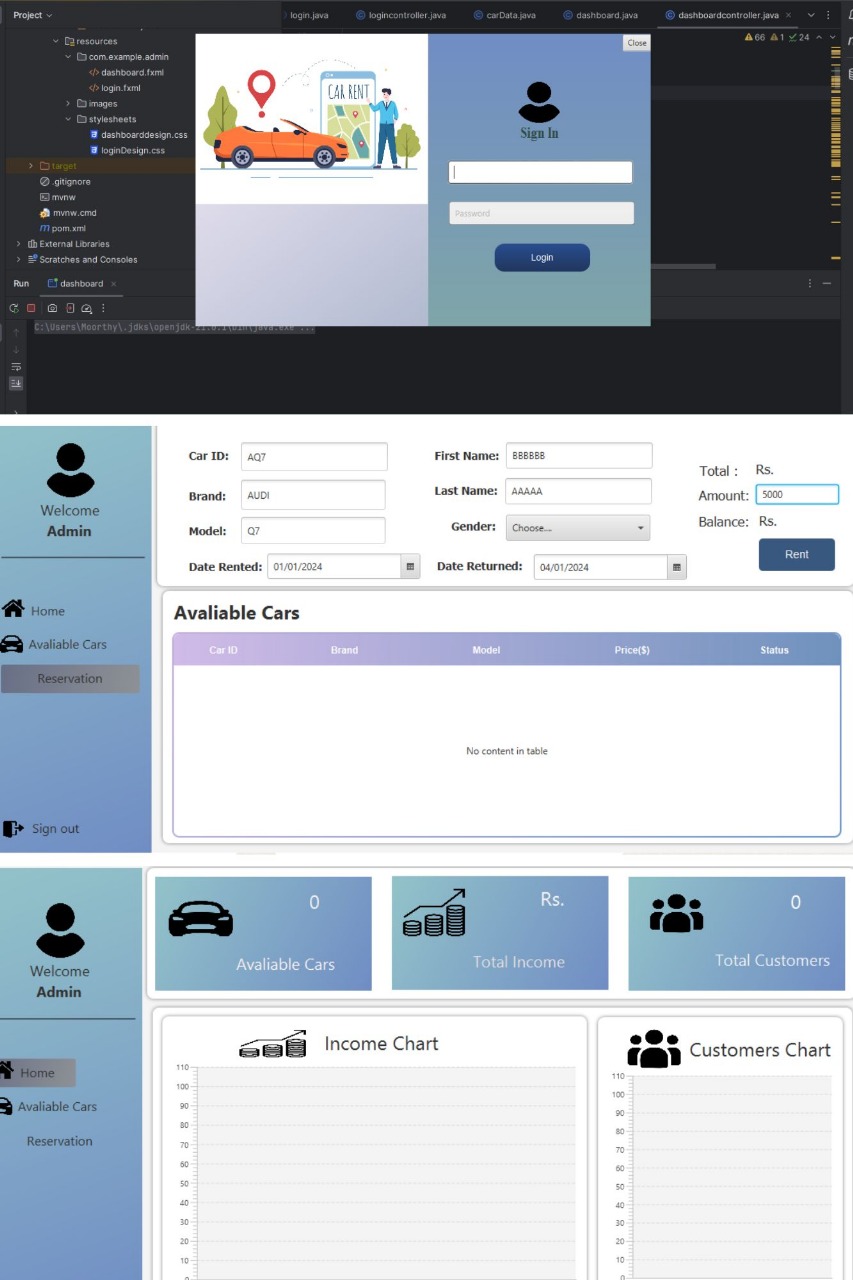 Project
login.java logincontroller.java carData.java dashboard.java dashboardcontroller.java
66 1 24
resources
com.example.admin
dashboard.fxml
login.fxml
images
stylesheets
dashboarddesign.css
loginDesign.css
target
.gitignore
mvnw
mvnw.cmd
pom.xml
External Libraries
Scratches and Consoles
Close
CAR RENT
Sign In
Password
Login
Run dashboard
C:\Users\Moorthy\.jdks\openjdk-21.0.1\bin\java.exe ...
Welcome
Admin
Home
Avaliable Cars
Reservation
Sign out
Car ID: AQ7 First Name: BBBBBB
Brand: AUDI Last Name: AAAAA
Model: Q7 Gender: Choose...
Date Rented: 01/01/2024 Date Returned: 04/01/2024
Total : Rs.
Amount: 5000
Balance: Rs.
Rent
Avaliable Cars
Car ID Brand Model Price($) Status
No content in table
Welcome
Admin
Home
Avaliable Cars
Reservation
0
Avaliable Cars
Rs.
Total Income
0
Total Customers
Income Chart
110
100
90
80
70
60
50
40
30
20
10
Customers Chart
110
100
90
80
70
60
50
40
30
20
10
0